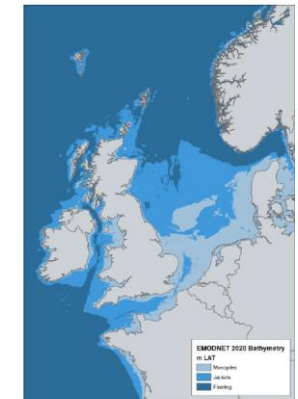 EMODNET 2020 Bathymetry
m LAT
Monopiles
Jackets
Floating